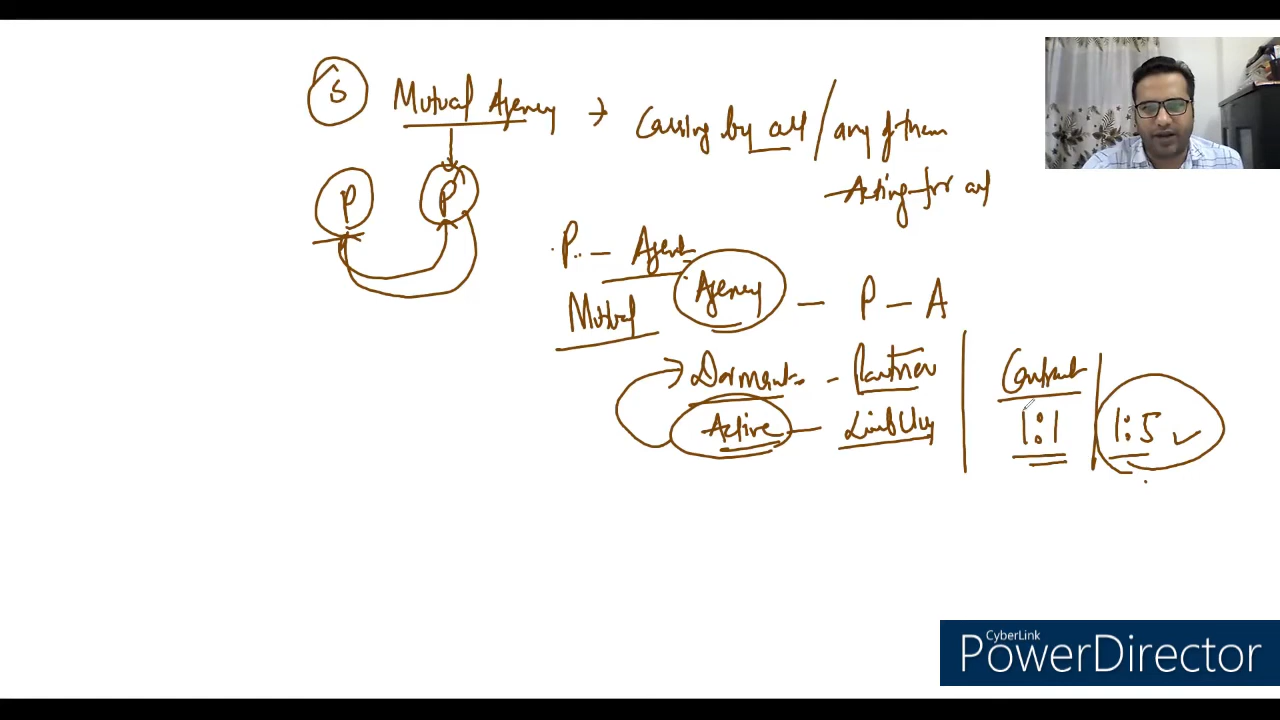 5 Mutual Agency → Carrying by all / any of them
Acting for all
P P
P.. - Agent
Mutual Agency - P - A
Dormant - Partner
Contract
Active - 1:1 1:5 ✓
CyberLink
PowerDirector